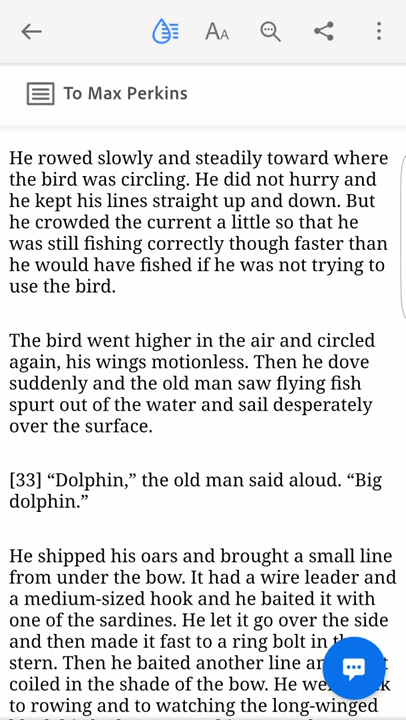 AA
To Max Perkins
He rowed slowly and steadily toward where
the bird was circling. He did not hurry and
he kept his lines straight up and down. But
he crowded the current a little so that he
was still fishing correctly though faster than
he would have fished if he was not trying to
use the bird.
The bird went higher in the air and circled
again, his wings motionless. Then he dove
suddenly and the old man saw flying fish
spurt out of the water and sail desperately
over the surface.
[33] “Dolphin,” the old man said aloud. “Big
dolphin.”
He shipped his oars and brought a small line
from under the bow. It had a wire leader and
a medium-sized hook and he baited it with
one of the sardines. He let it go over the side
and then made it fast to a ring bolt in the
stern. Then he baited another line and
coiled in the shade of the bow. He went
to rowing and to watching the long-winged